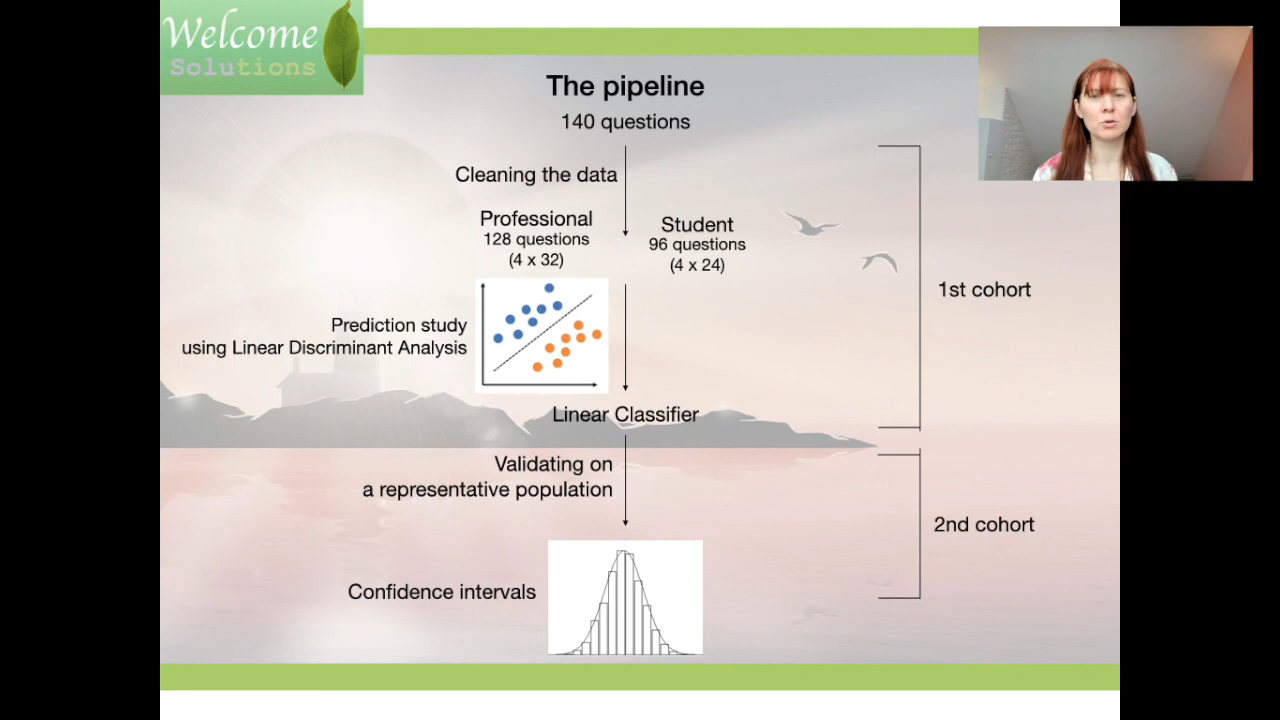 Welcome
Solutions
The pipeline
140 questions
Cleaning the data
Professional
128 questions
(4 x 32)
Student
96 questions
(4 x 24)
Prediction study
using Linear Discriminant Analysis
Linear Classifier
1st cohort
Validating on
a representative population
2nd cohort
Confidence intervals